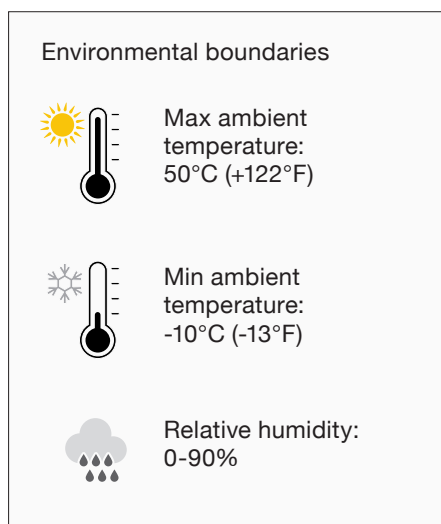 Environmental boundaries
Max ambient
temperature:
50°C (+122°F)
Min ambient
temperature:
-10°C (-13°F)
Relative humidity:
0-90%